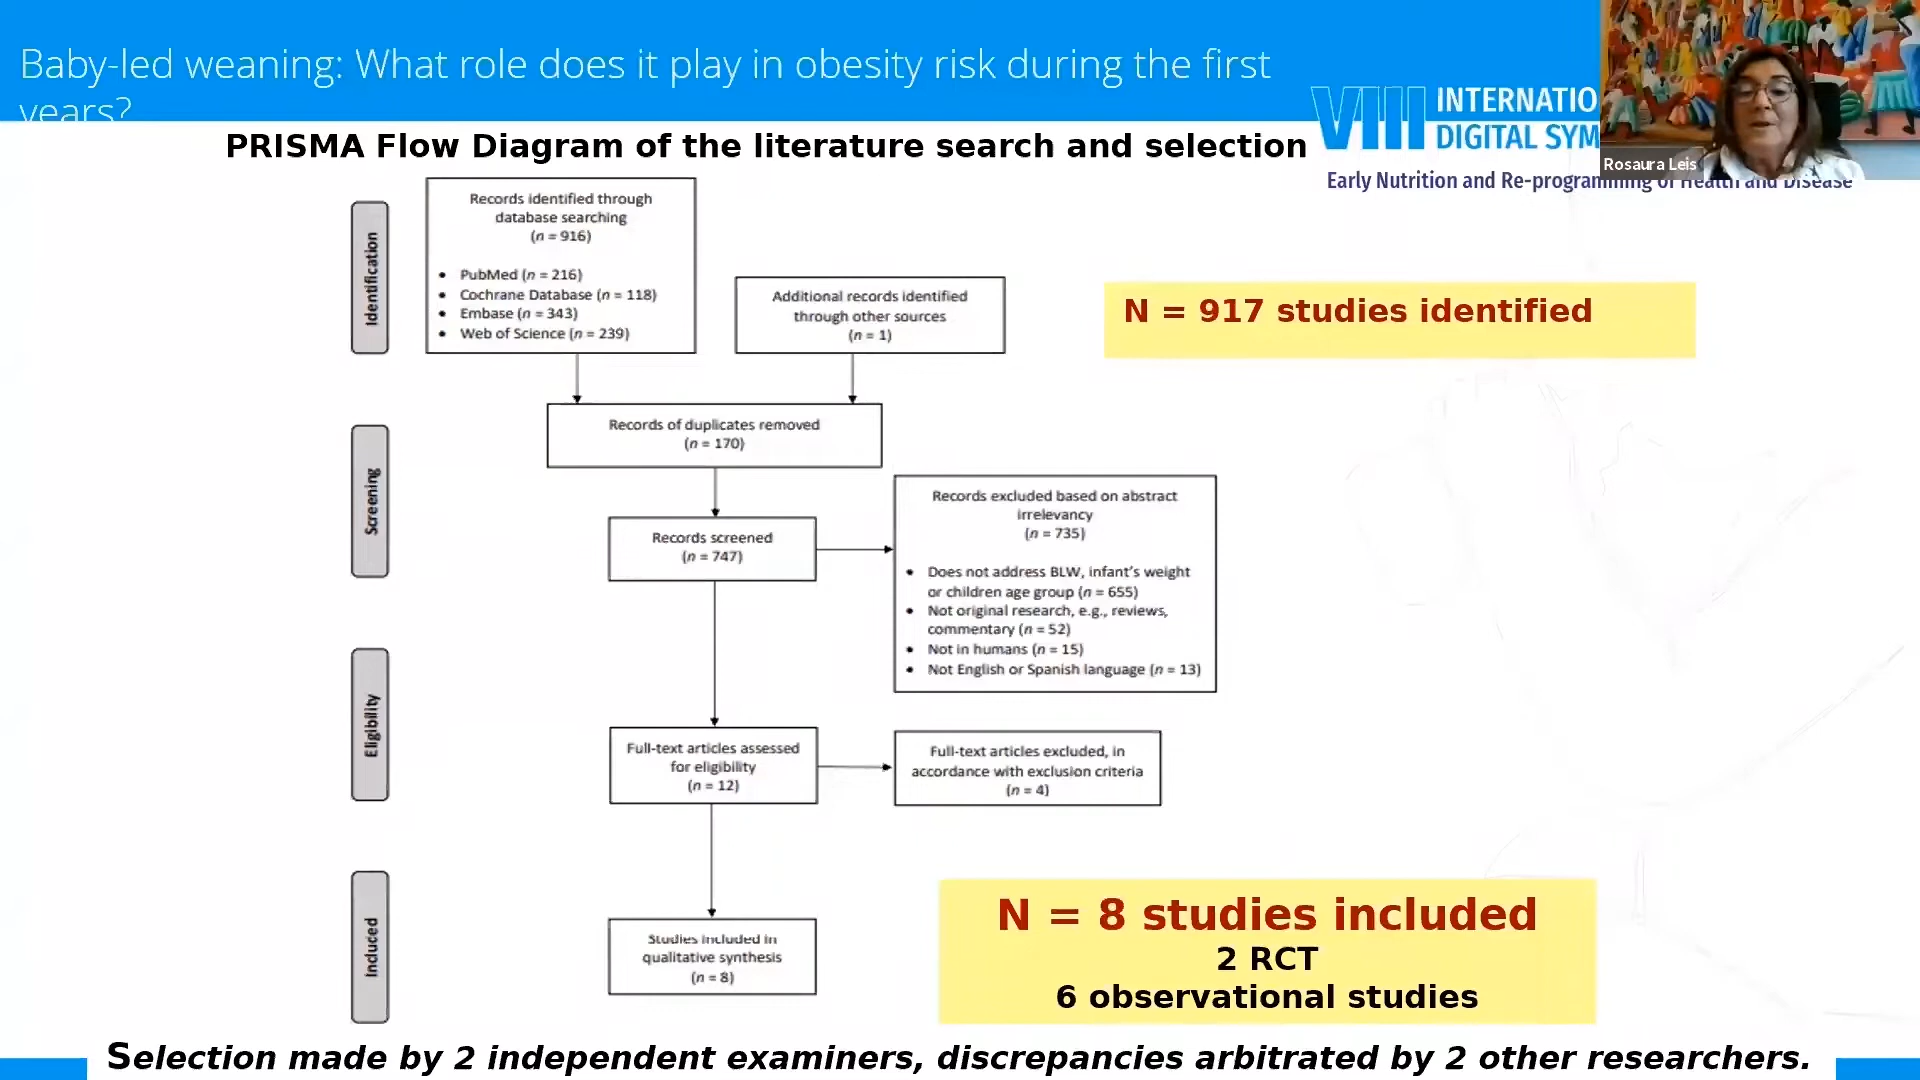 Baby-led weaning: What role does it play in obesity risk during the first
years?
VIII INTERNATIO
DIGITAL SYM
Early Nutrition and Re-programming of Health and Disease
Rosaura Leis
PRISMA Flow Diagram of the literature search and selection
Identification
Records identified through
database searching
(n = 916)
• PubMed (n = 216)
• Cochrane Database (n = 118)
• Embase (n = 343)
• Web of Science (n = 239)
Additional records identified
through other sources
(n = 1)
N = 917 studies identified
Records of duplicates removed
(n = 170)
Screening
Records screened
(n = 747)
Records excluded based on abstract
irrelevancy
(n = 735)
• Does not address BLW, infant's weight
or children age group (n = 655)
• Not original research, e.g., reviews,
commentary (n = 52)
• Not in humans (n = 15)
• Not English or Spanish language (n = 13)
Eligibility
Full-text articles assessed
for eligibility
(n = 12)
Full-text articles excluded, in
accordance with exclusion criteria
(n = 4)
Induced
Studies included in
qualitative synthesis
(n = 8)
N = 8 studies included
2 RCT
6 observational studies
Selection made by 2 independent examiners, discrepancies arbitrated by 2 other researchers.